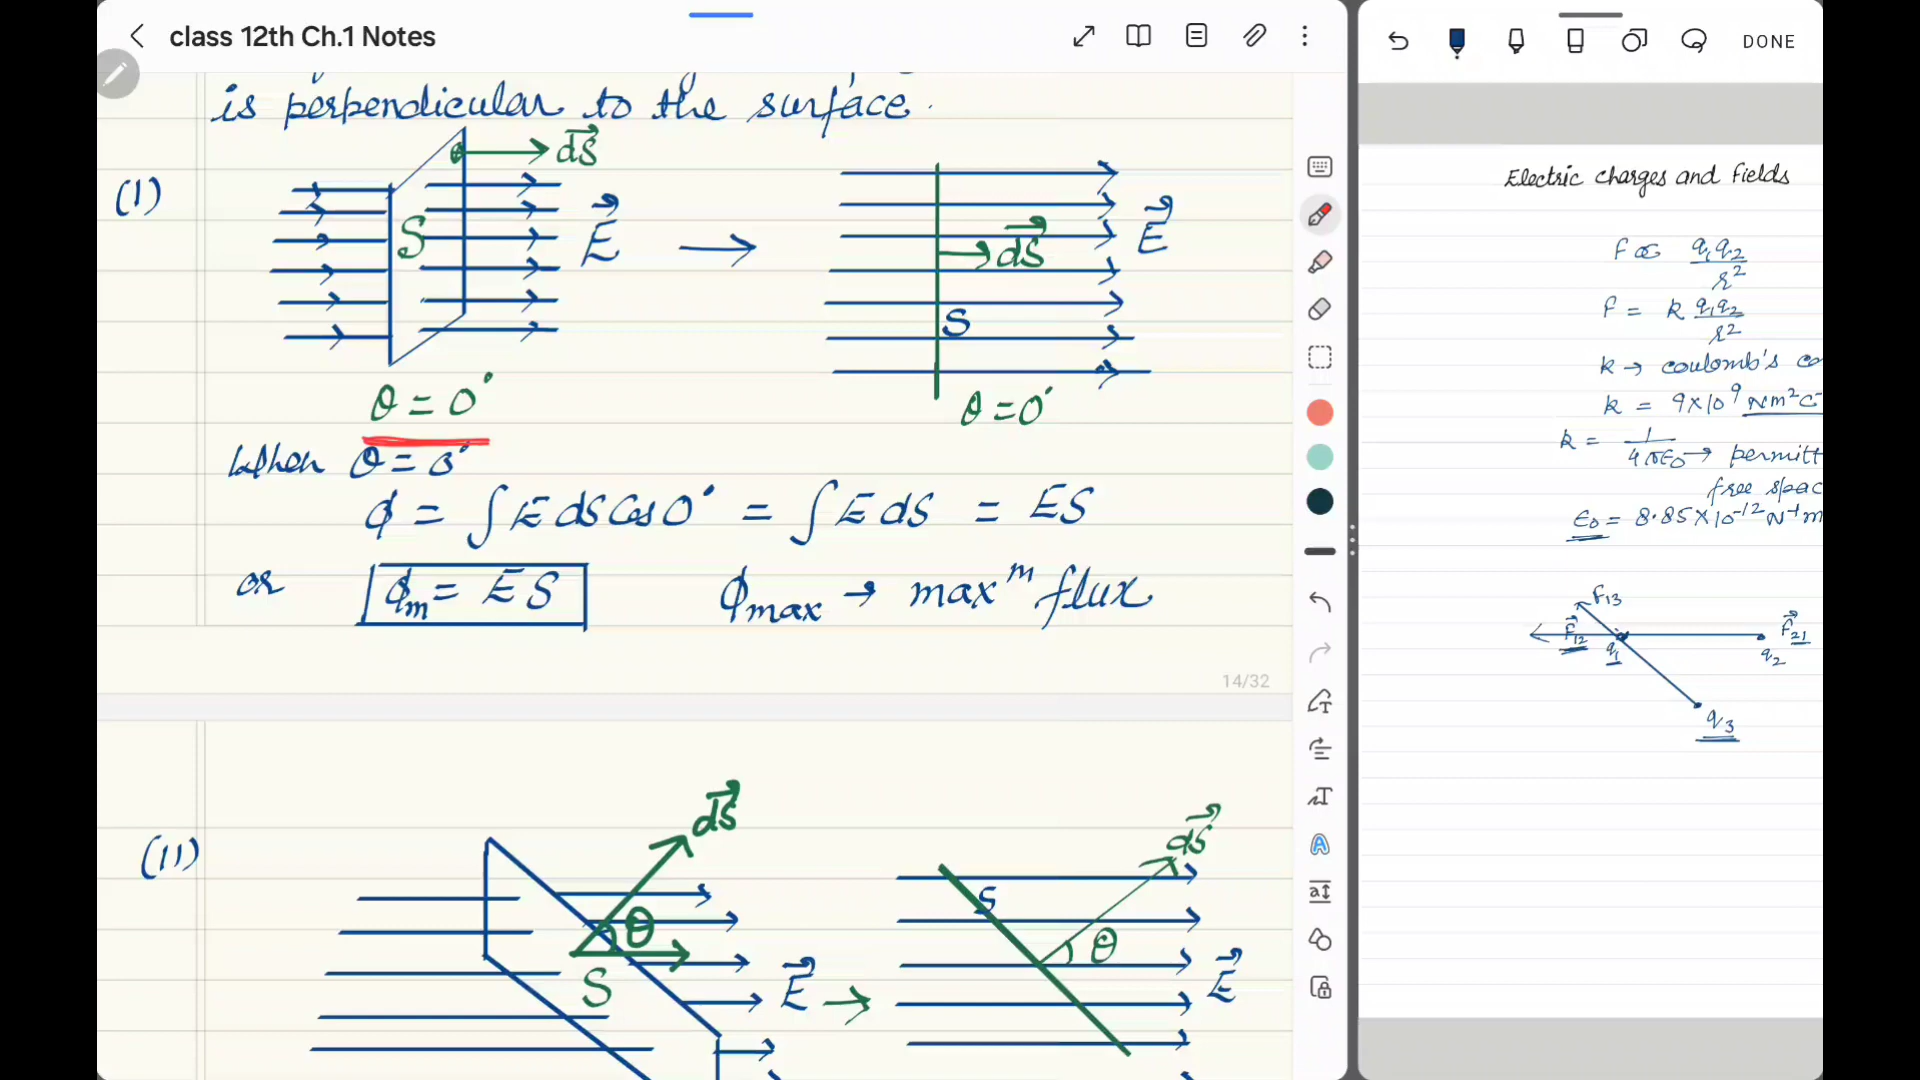 class 12th Ch.1 Notes
is perpendicular to the surface.
(I)
dS
S
E
dS
E
S
θ = 0°
θ = 0°
When θ = 0°
ϕ = ∫ E dS Cos 0° = ∫ E dS = ES
or ϕm = ES ϕmax → maxᵐ flux
14/32
(II)
dS
θ
S
E
dS
S
θ
E
DONE
Electric charges and fields
F ∝ q₁q₂/r²
F = k q₁q₂/r²
k → coulomb's co
k = 9×10⁹ Nm²C⁻
k = 1/4πε₀ → permitt
free spac
ε₀ = 8.85×10⁻¹² N⁻¹m
F₁₃
F₁₂
q₁
F₂₁
q₂
q₃